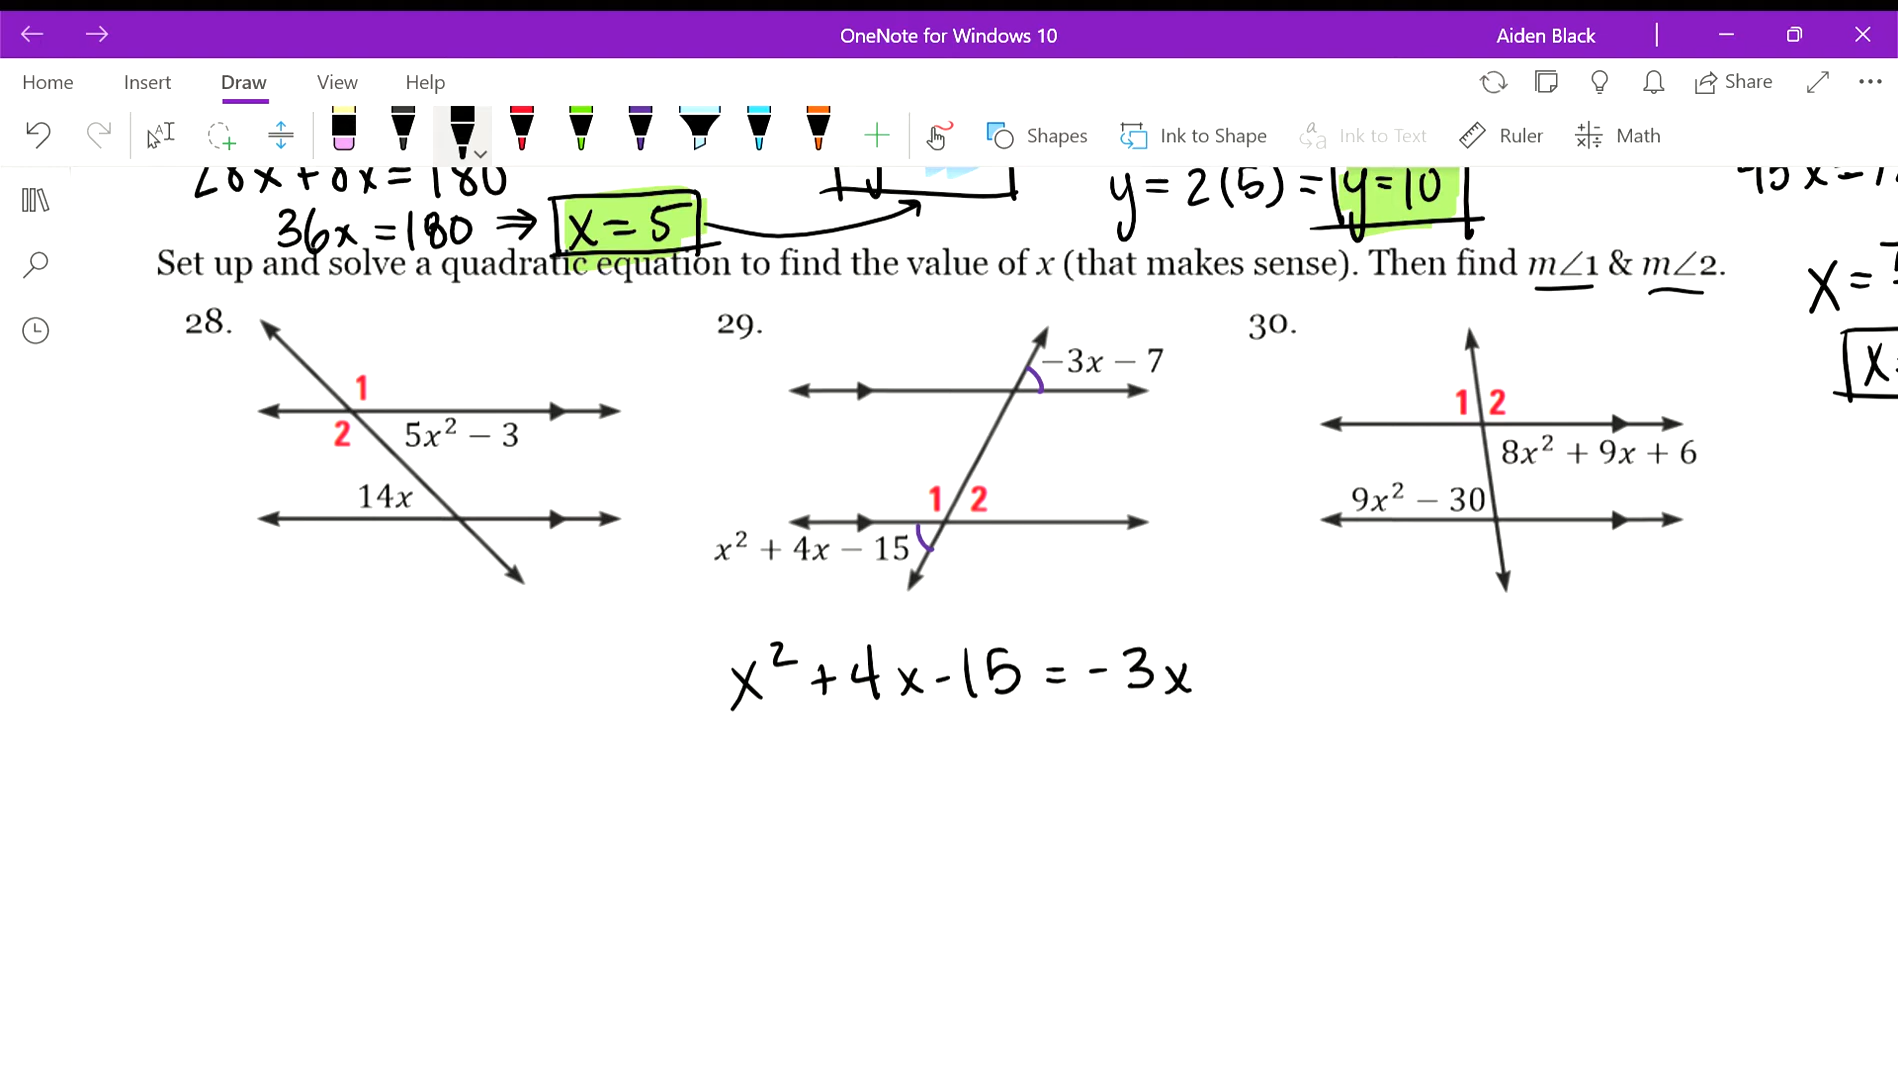 OneNote for Windows 10
Aiden Black
Home Insert Draw View Help
Share
Shapes Ink to Shape Ink to Text Ruler Math
28x + 8x = 180
36x = 180 ⇒ x = 5
y = 2(5) = y = 10
Set up and solve a quadratic equation to find the value of x (that makes sense). Then find m∠1 & m∠2.
x =
x =
28.
1
2
5x² − 3
14x
29.
−3x − 7
1 2
x² + 4x − 15
30.
1 2
8x² + 9x + 6
9x² − 30
x² + 4x - 15 = -3x